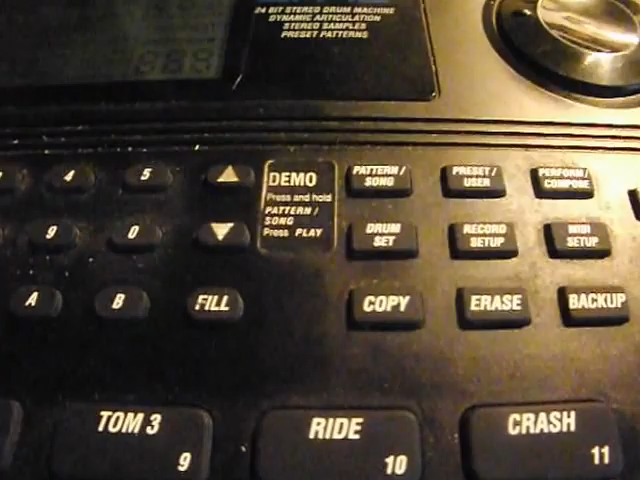 24 BIT STEREO DRUM MACHINE
DYNAMIC ARTICULATION
STEREO SAMPLES
PRESET PATTERNS
4
5
DEMO
Press and hold
PATTERN /
SONG
Press PLAY
PATTERN /
SONG
PRESET /
USER
PERFORM /
COMPOSE
9
0
DRUM
SET
RECORD
SETUP
MIDI
SETUP
A
B
FILL
COPY
ERASE
BACKUP
TOM 3
9
RIDE
10
CRASH
11